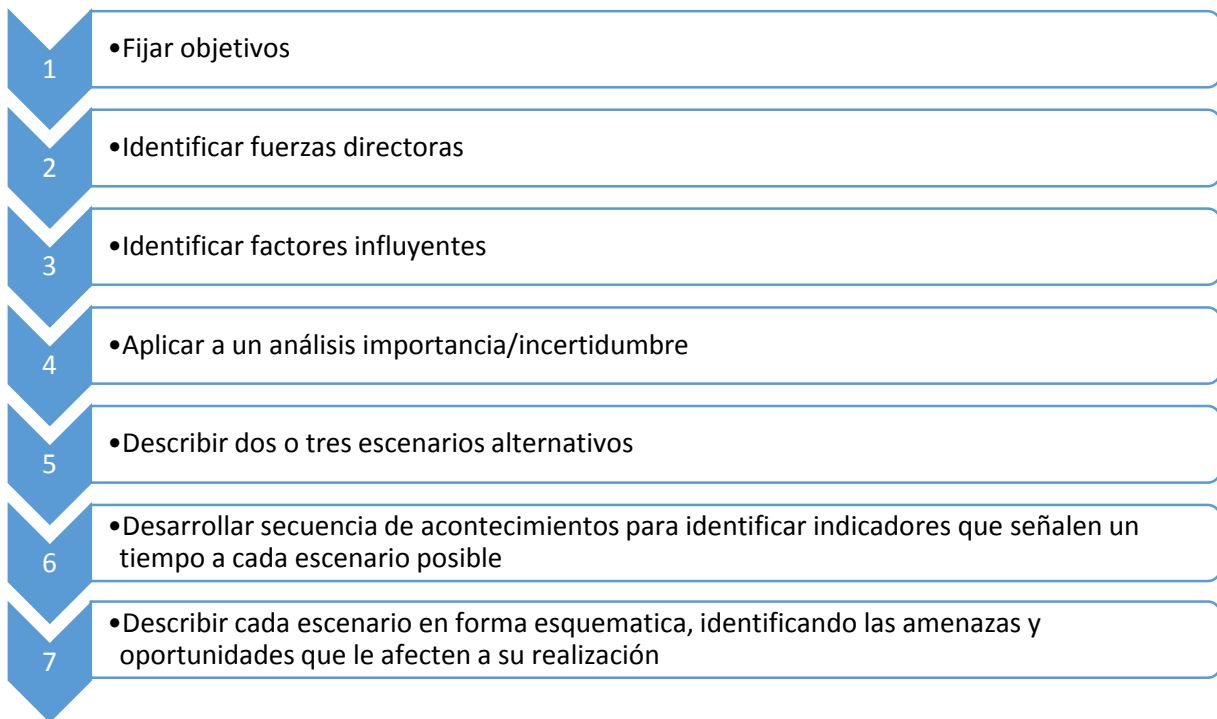 1
•Fijar objetivos
2
•Identificar fuerzas directoras
3
•Identificar factores influyentes
4
•Aplicar a un análisis importancia/incertidumbre
5
•Describir dos o tres escenarios alternativos
6
•Desarrollar secuencia de acontecimientos para identificar indicadores que señalen un
tiempo a cada escenario posible
7
•Describir cada escenario en forma esquematica, identificando las amenazas y
oportunidades que le afecten a su realización